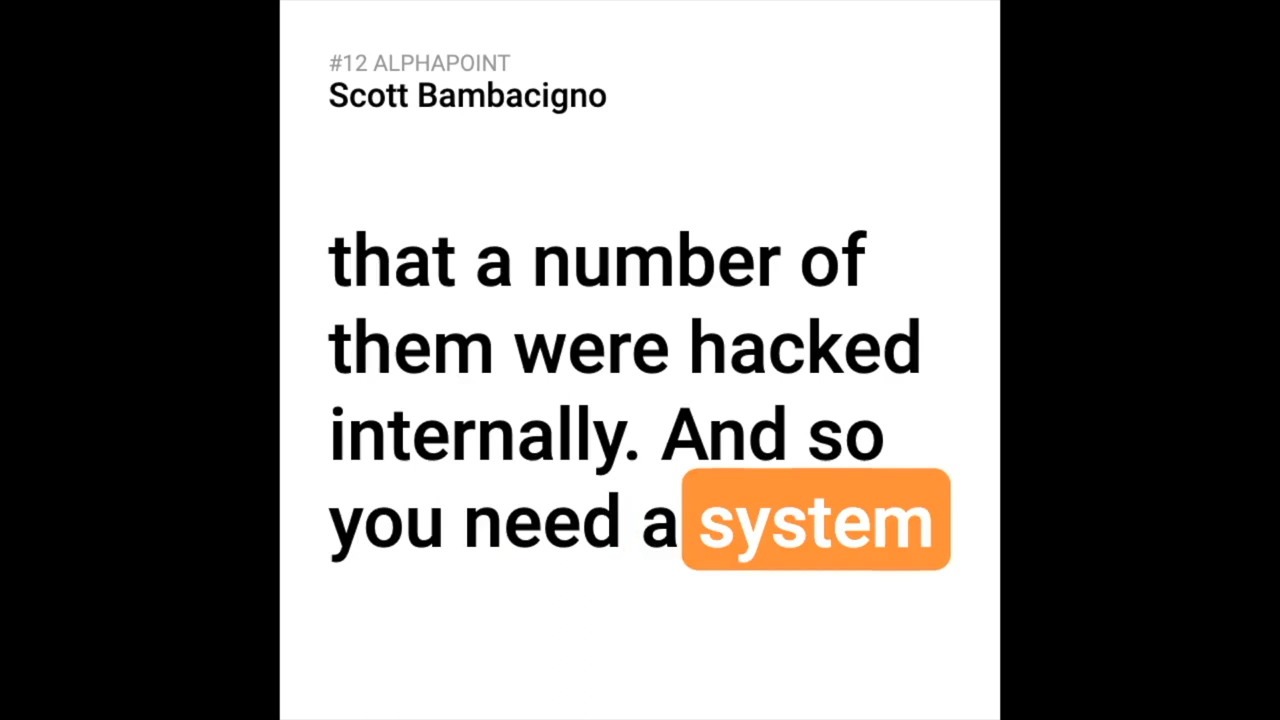 #12 ALPHAPOINT
Scott Bambacigno
that a number of
them were hacked
internally. And so
you need a system